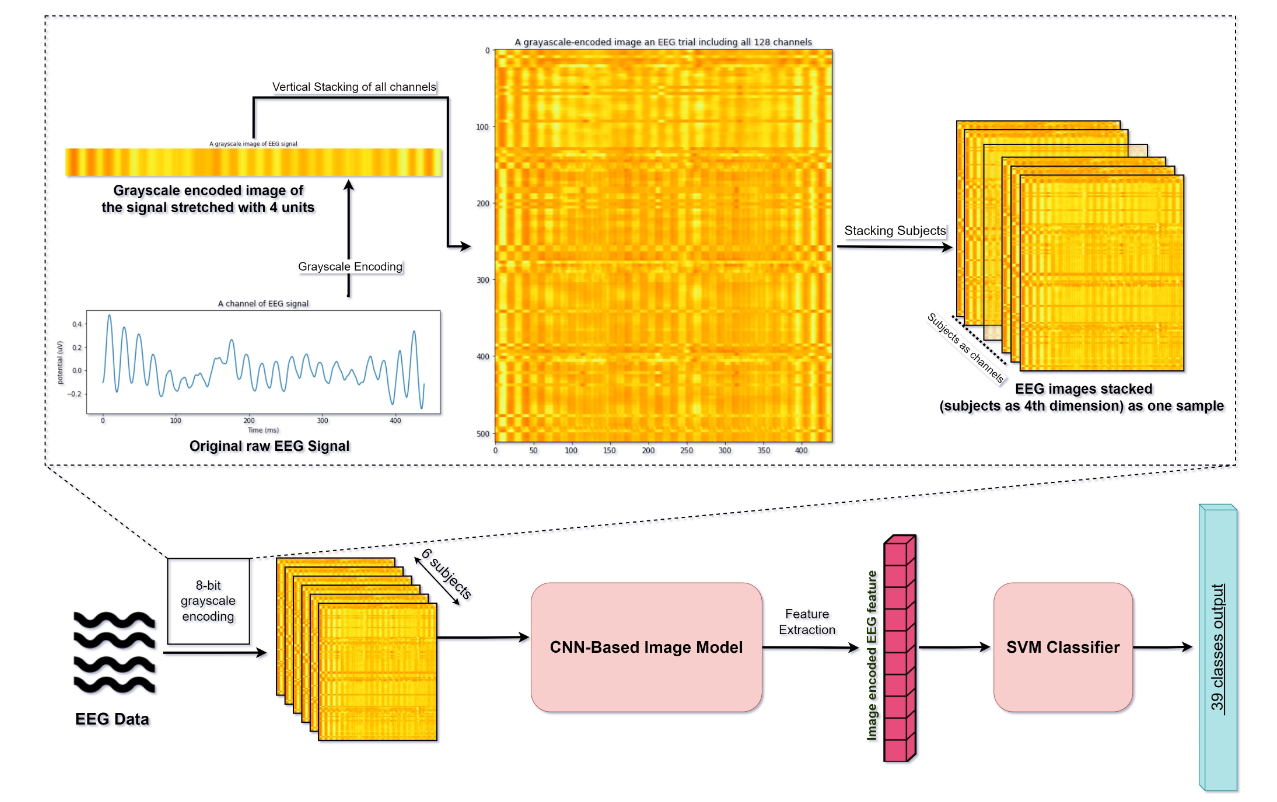 A grayascale-encoded image an EEG trial including all 128 channels
0
100
200
300
400
500
0 50 100 150 200 250 300 350 400
Vertical Stacking of all channels
A grayscale image of EEG signal
Grayscale encoded image of
the signal stretched with 4 units
Grayscale Encoding
A channel of EEG signal
potential (uV)
0.4
0.2
0.0
−0.2
0 100 200 300 400
Time (ms)
Original raw EEG Signal
Stacking Subjects
Subjects as channels
EEG images stacked
(subjects as 4th dimension) as one sample
8-bit
grayscale
encoding
EEG Data
6 subjects
CNN-Based Image Model
Feature
Extraction
Image encoded EEG feature
SVM Classifier
39 classes output